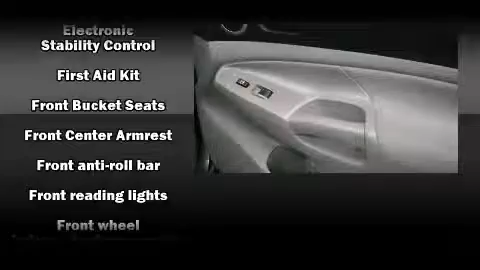 Electronic
Stability Control
First Aid Kit
Front Bucket Seats
Front Center Armrest
Front anti-roll bar
Front reading lights
Front wheel